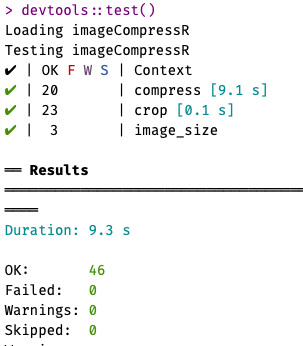 > devtools::test()
Loading imageCompressR
Testing imageCompressR
✔ | OK F W S | Context
✔ | 20       | compress [9.1 s]
✔ | 23       | crop [0.1 s]
✔ |  3       | image_size
══ Results ═════════════════════════════
════
Duration: 9.3 s
OK:       46
Failed:   0
Warnings: 0
Skipped:  0